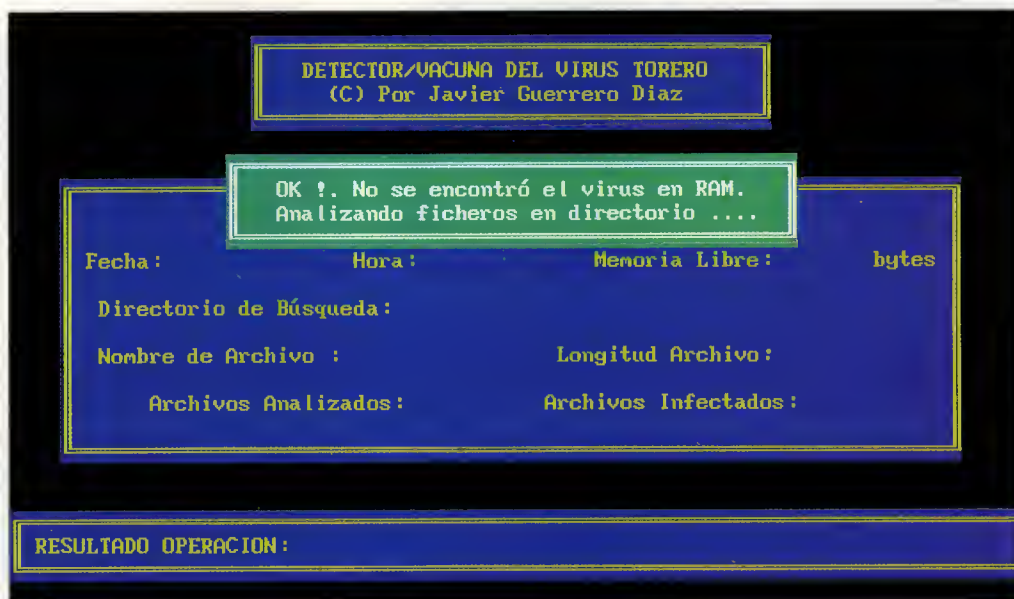 DETECTOR/VACUNA DEL VIRUS TORERO
(C) Por Javier Guerrero Diaz
OK !. No se encontró el virus en RAM.
Analizando ficheros en directorio ....
Fecha: Hora: Memoria Libre: bytes
Directorio de Búsqueda:
Nombre de Archivo : Longitud Archivo:
Archivos Analizados: Archivos Infectados:
RESULTADO OPERACION: